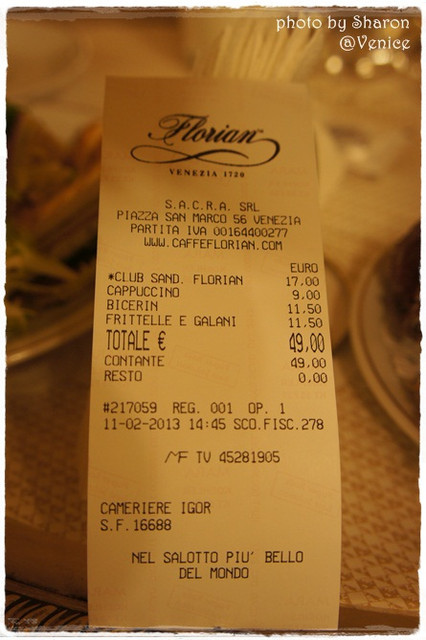 photo by Sharon
@Venice
Florian
VENEZIA 1720
S.A.C.R.A. SRL
PIAZZA SAN MARCO 56 VENEZIA
PARTITA IVA 00164400277
WWW.CAFFEFLORIAN.COM
EURO
*CLUB SAND. FLORIAN 17,00
CAPPUCCINO 9,00
BICERIN 11,50
FRITTELLE E GALANI 11,50
TOTALE € 49,00
CONTANTE 49,00
RESTO 0,00
#217059 REG. 001 OP. 1
11-02-2013 14:45 SCO.FISC.278
MF TV 45281905
CAMERIERE IGOR
S.F. 16688
NEL SALOTTO PIU' BELLO
DEL MONDO